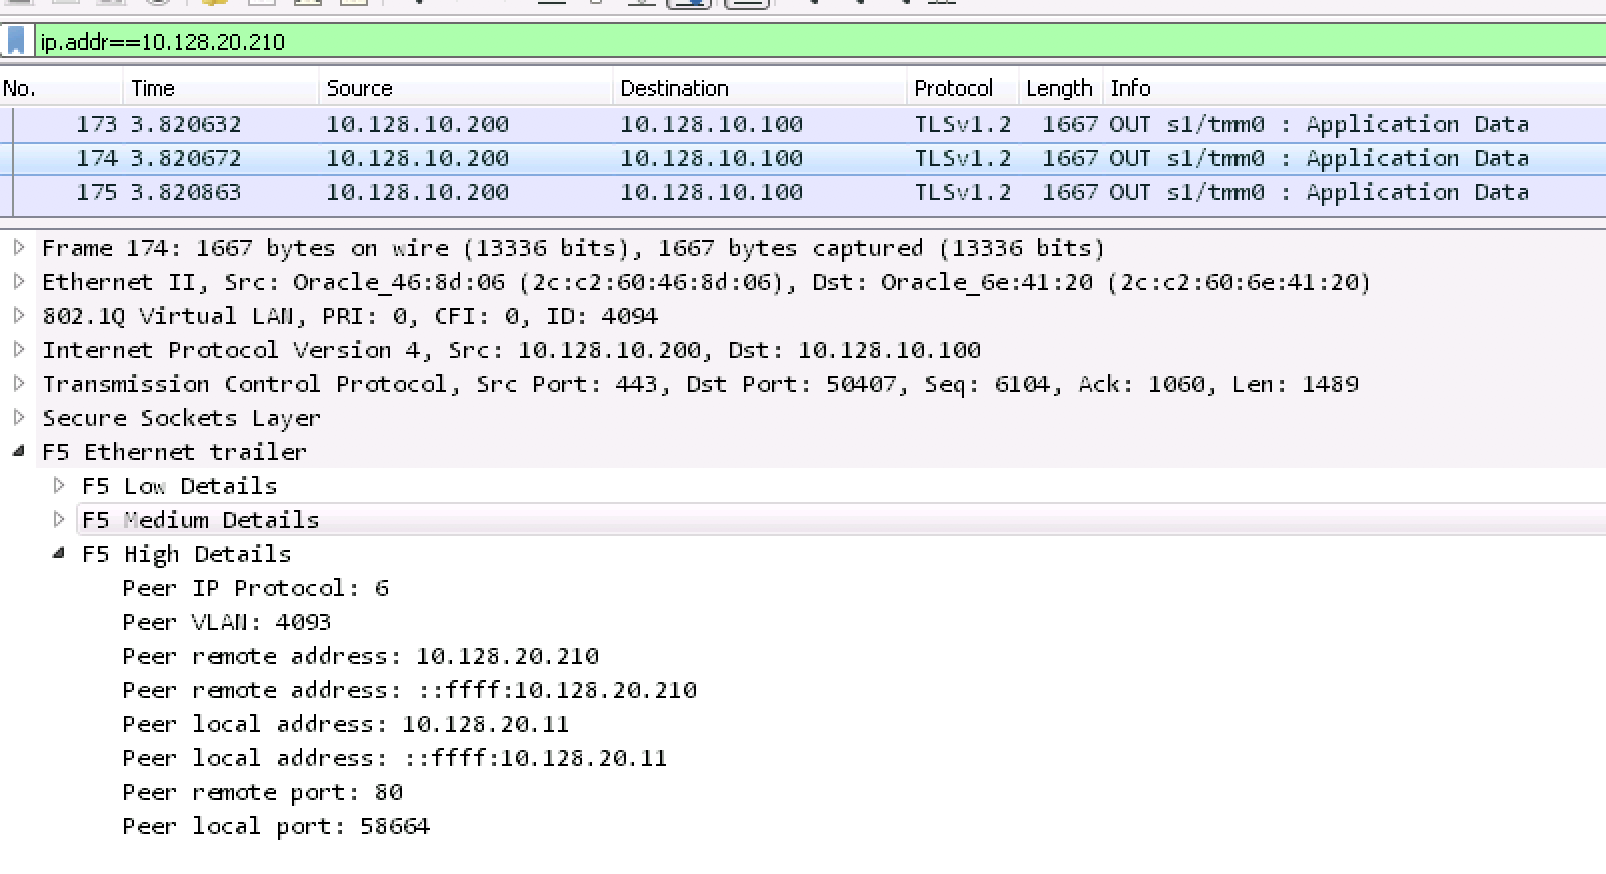 ip.addr==10.128.20.210
No. Time Source Destination Protocol Length Info
173 3.820632 10.128.10.200 10.128.10.100 TLSv1.2 1667 OUT s1/tmm0 : Application Data
174 3.820672 10.128.10.200 10.128.10.100 TLSv1.2 1667 OUT s1/tmm0 : Application Data
175 3.820863 10.128.10.200 10.128.10.100 TLSv1.2 1667 OUT s1/tmm0 : Application Data
Frame 174: 1667 bytes on wire (13336 bits), 1667 bytes captured (13336 bits)
Ethernet II, Src: Oracle_46:8d:06 (2c:c2:60:46:8d:06), Dst: Oracle_6e:41:20 (2c:c2:60:6e:41:20)
802.1Q Virtual LAN, PRI: 0, CFI: 0, ID: 4094
Internet Protocol Version 4, Src: 10.128.10.200, Dst: 10.128.10.100
Transmission Control Protocol, Src Port: 443, Dst Port: 50407, Seq: 6104, Ack: 1060, Len: 1489
Secure Sockets Layer
F5 Ethernet trailer
F5 Low Details
F5 Medium Details
F5 High Details
Peer IP Protocol: 6
Peer VLAN: 4093
Peer remote address: 10.128.20.210
Peer remote address: ::ffff:10.128.20.210
Peer local address: 10.128.20.11
Peer local address: ::ffff:10.128.20.11
Peer remote port: 80
Peer local port: 58664